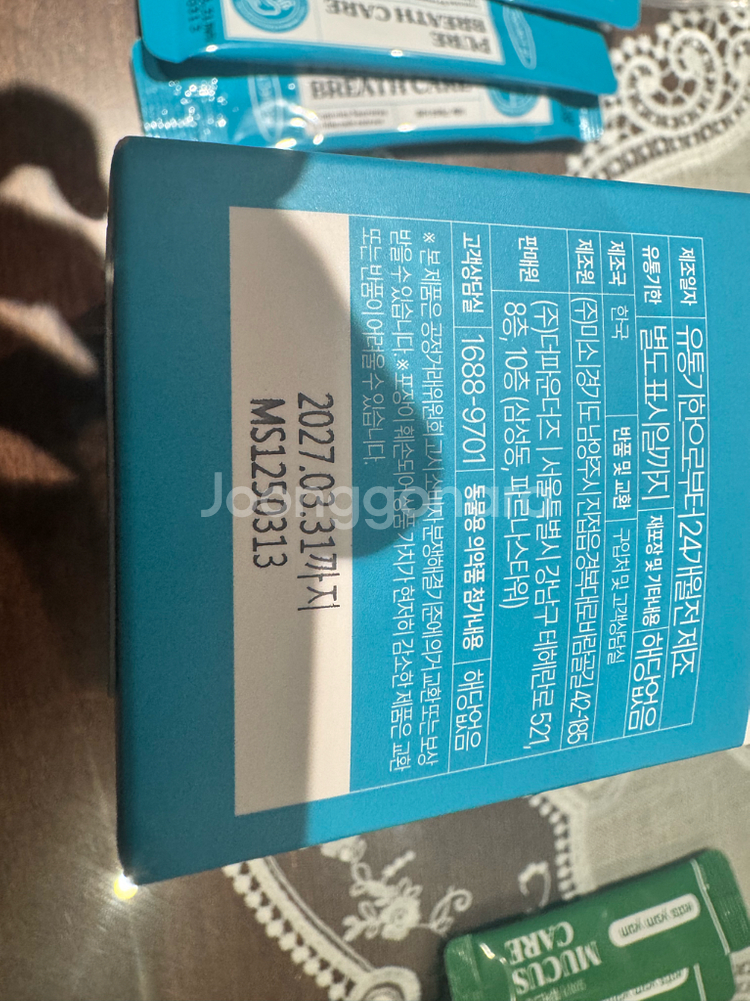 PURE
BREATH CARE
BREATH CARE
제조일자 유통기한으로부터 24개월전 제조
유통기한 별도 표시일까지 재포장 및 기타내용 해당없음
제조국 한국 반품 및 교환 구입처 및 고객상담실
제조원 (주)미소 | 경기도 남양주시 진접읍 경복대로바란골길 42-185
판매원 (주)더마운더즈 | 서울특별시 강남구 테헤란로 521,
8층, 10층 (삼성동, 파르나스타워)
고객상담실 1688-9701 동물용 의약품 첨가내용 해당없음
※ 본 제품은 공정거래위원회 고시 소비자 분쟁해결기준에 의거 교환 또는 보상
받을 수 있습니다. ※ 포장이 훼손되어 상품 가치가 현저히 감소한 제품은 교환
또는 반품이 어려울 수 있습니다.
2027.03.31까지
MS1250313
Joonggonara
MUCUS
CARE